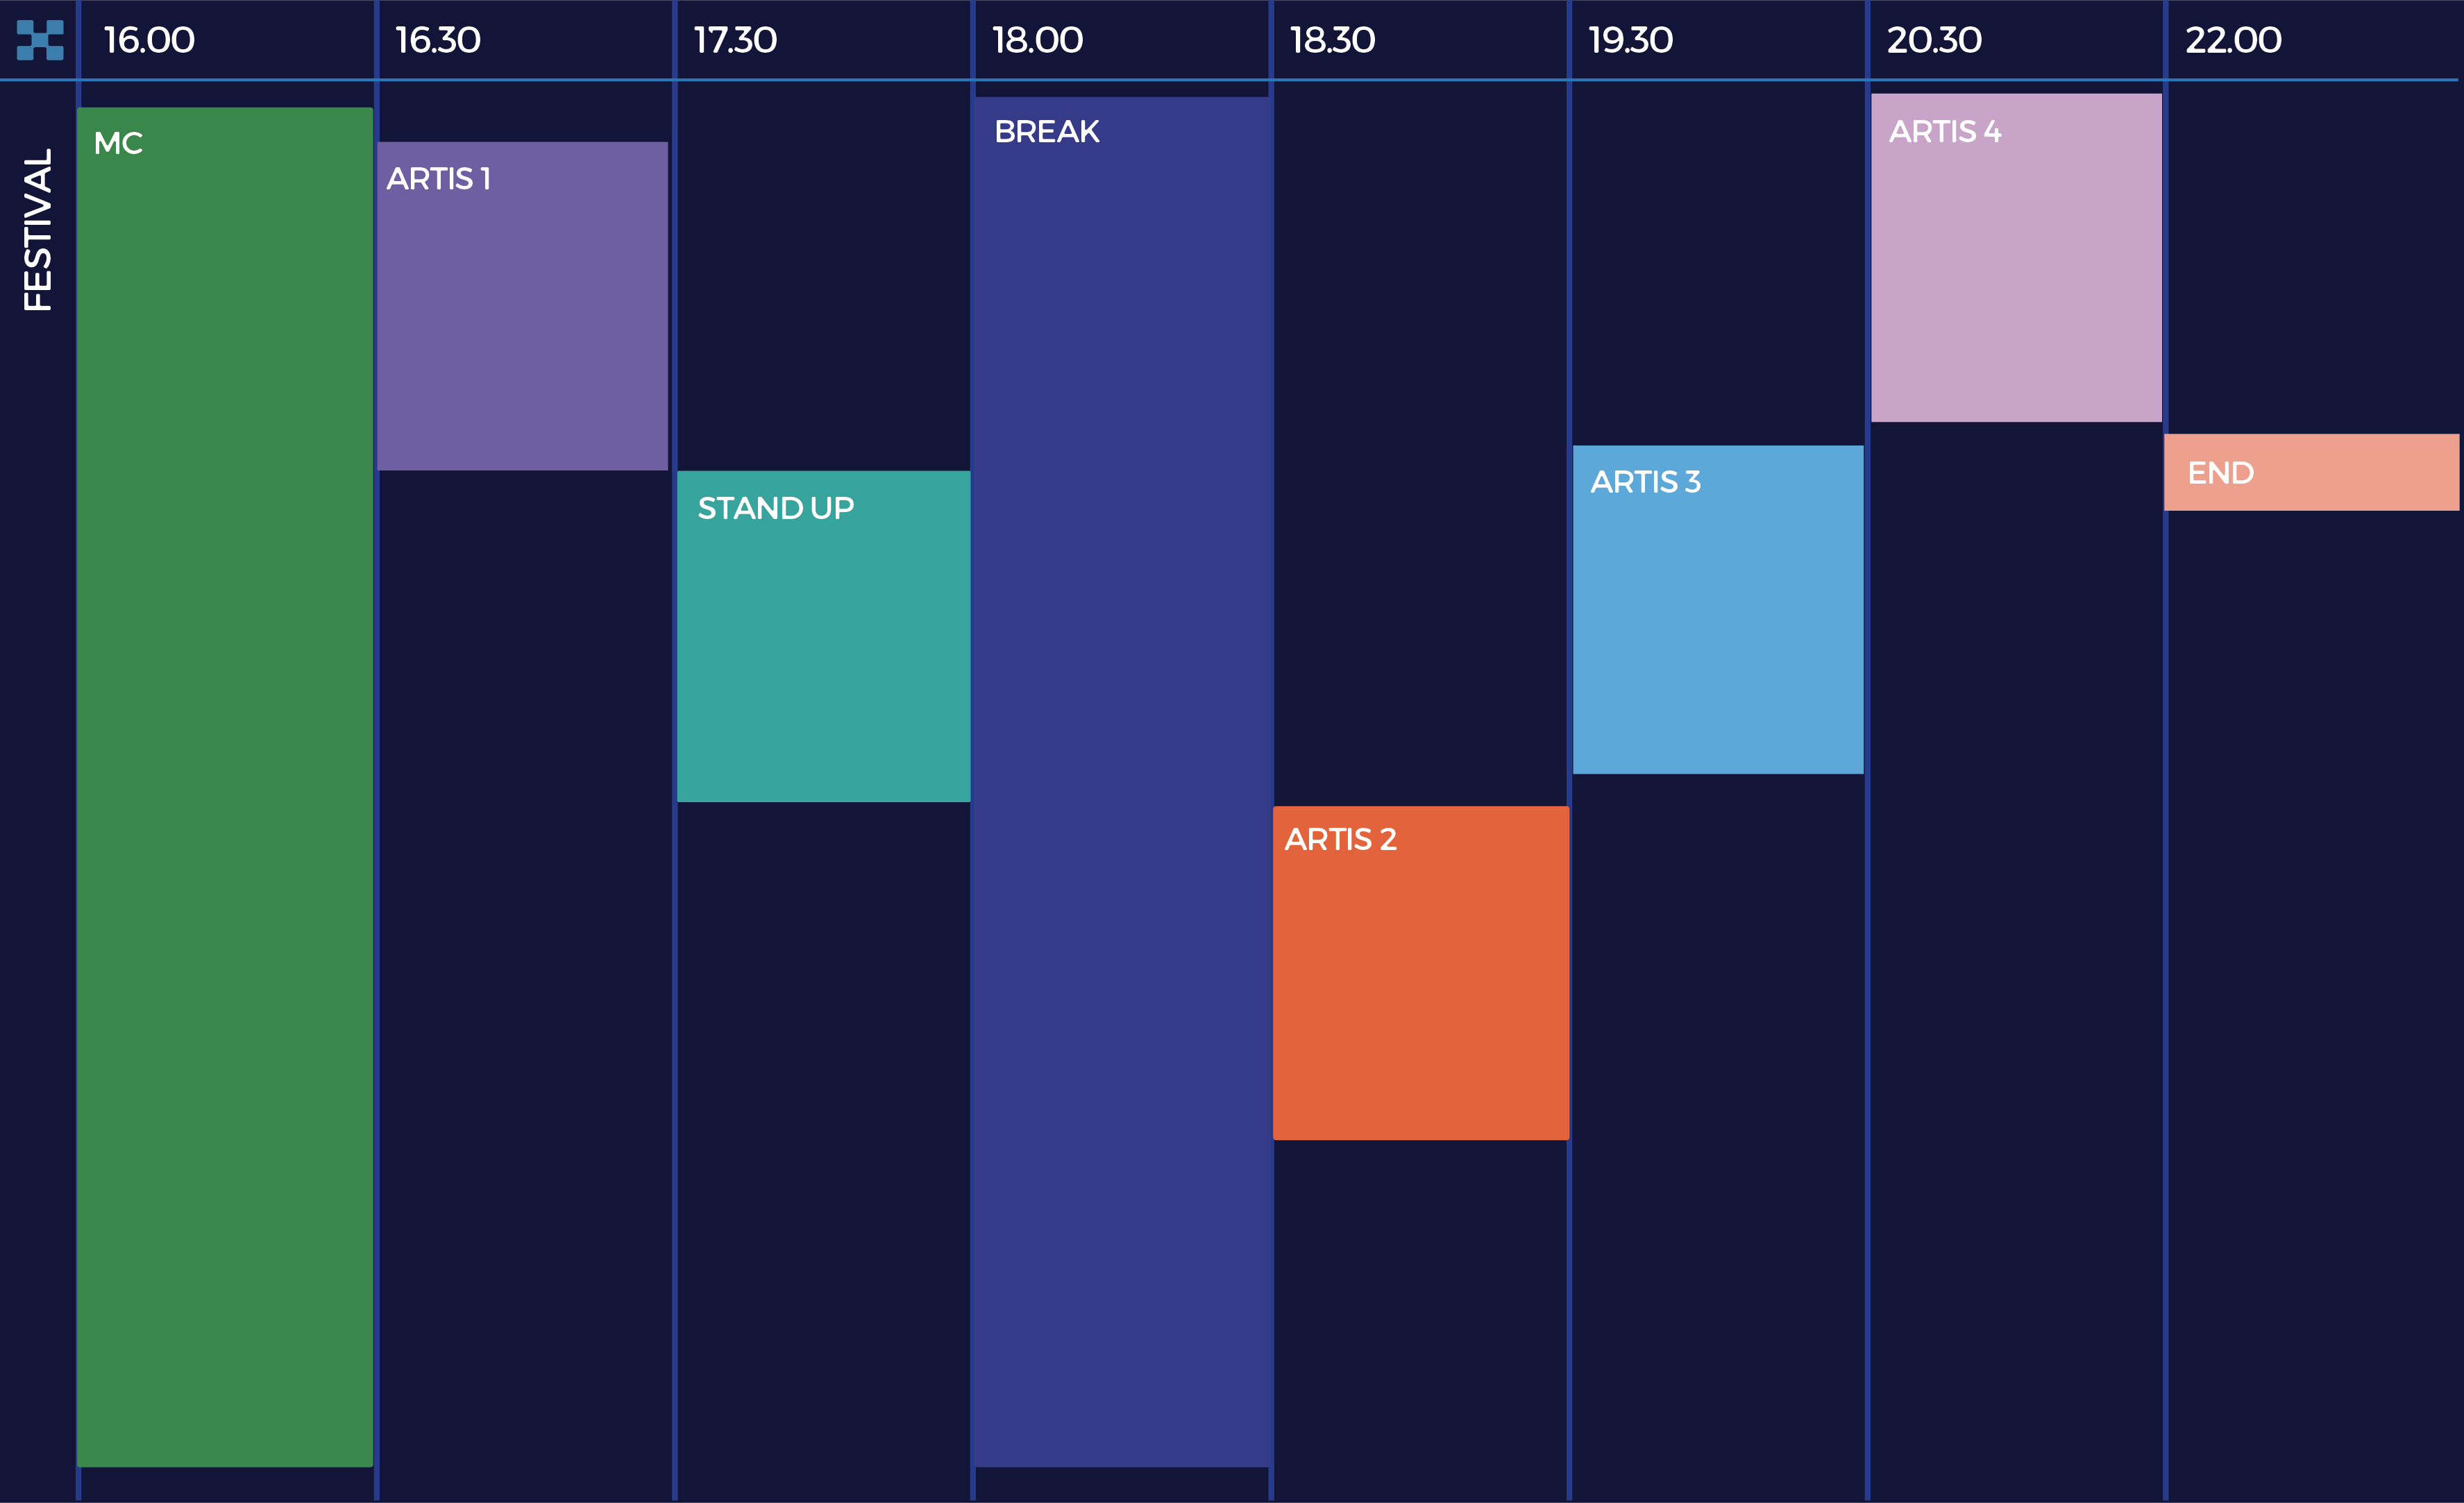 16.00
16.30
17.30
18.00
18.30
19.30
20.30
22.00
FESTIVAL
MC
ARTIS 1
STAND UP
BREAK
ARTIS 2
ARTIS 3
ARTIS 4
END